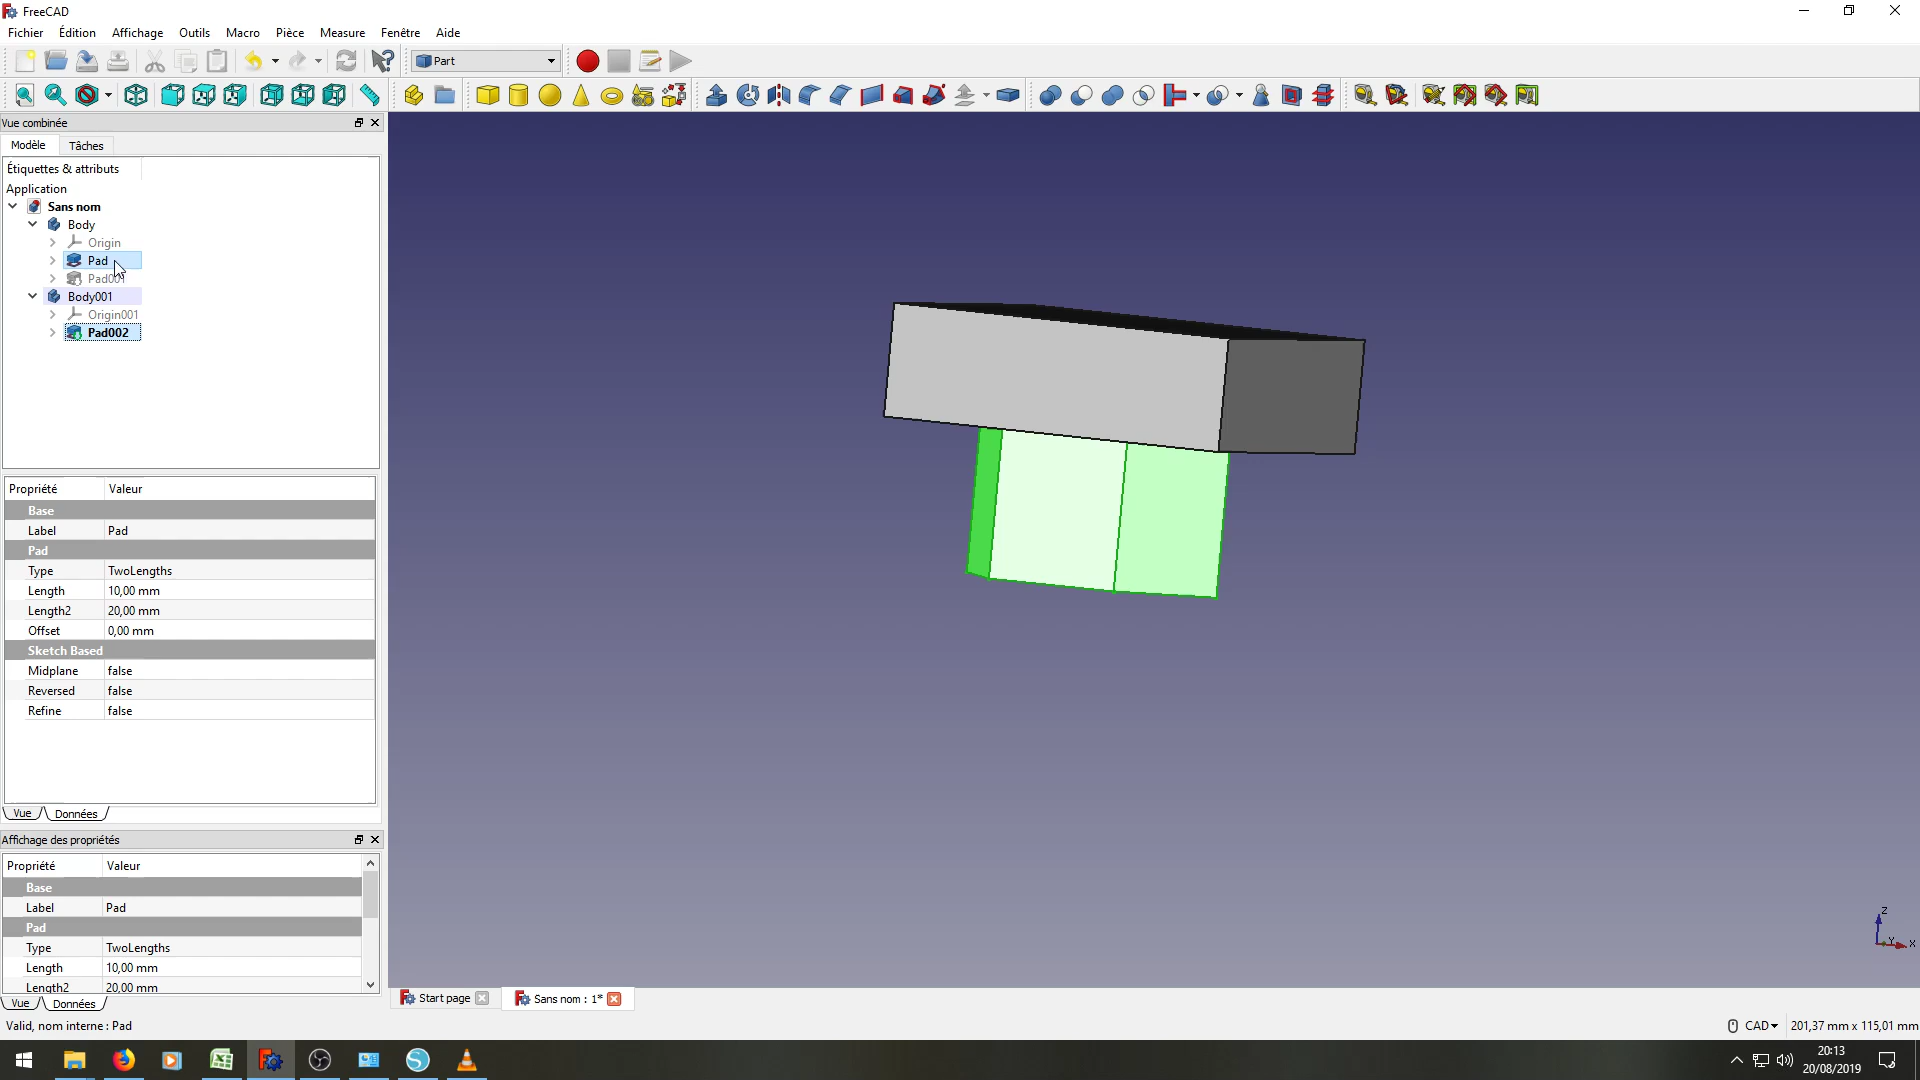 FreeCAD
Fichier Édition Affichage Outils Macro Pièce Measure Fenêtre Aide
Part
Vue combinée
Modèle Tâches
Étiquettes & attributs
Application
Sans nom
Body
Origin
Pad
Pad001
Body001
Origin001
Pad002
Propriété Valeur
Base
Label Pad
Pad
Type TwoLengths
Length 10,00 mm
Length2 20,00 mm
Offset 0,00 mm
Sketch Based
Midplane false
Reversed false
Refine false
Vue Données
Affichage des propriétés
Propriété Valeur
Base
Label Pad
Pad
Type TwoLengths
Length 10,00 mm
Length2 20,00 mm
Vue Données
Z
Y X
Start page Sans nom : 1*
Valid, nom interne : Pad
CAD 201,37 mm x 115,01 mm
20:13
20/08/2019